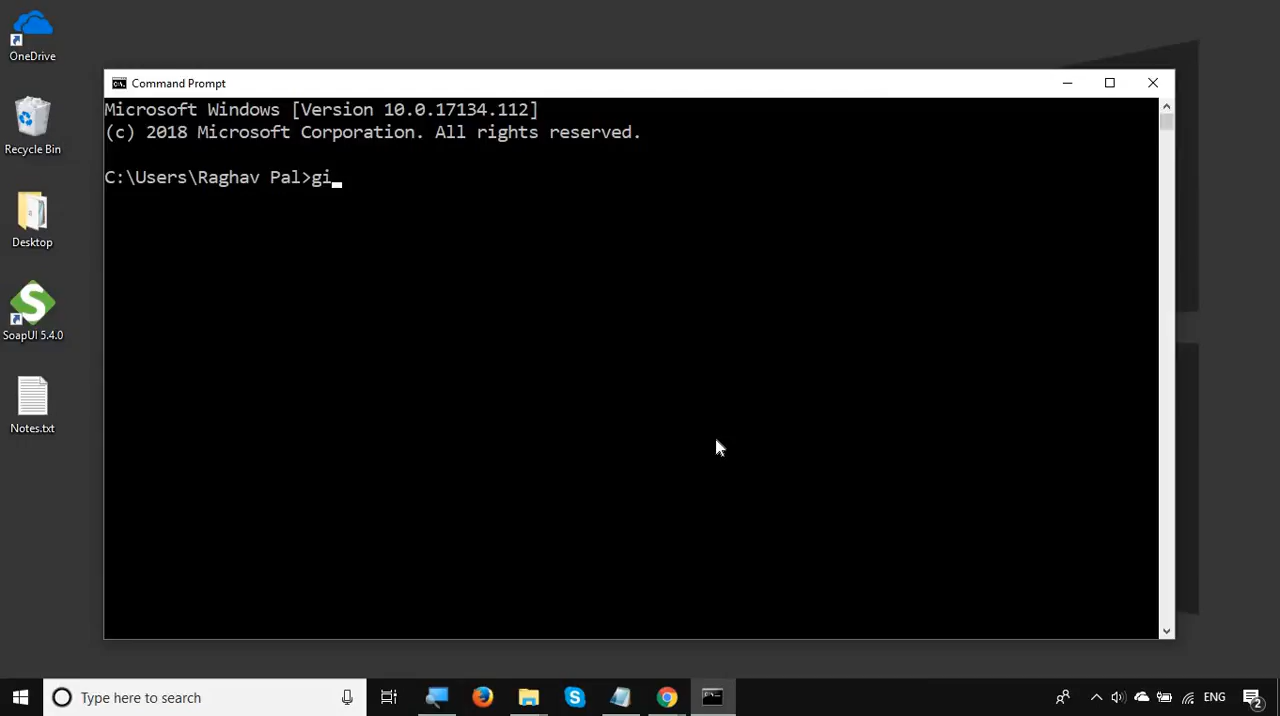 OneDrive
Recycle Bin
Desktop
SoapUI 5.4.0
Notes.txt
Command Prompt
Microsoft Windows [Version 10.0.17134.112]
(c) 2018 Microsoft Corporation. All rights reserved.
C:\Users\Raghav Pal>gi
Type here to search
ENG
2